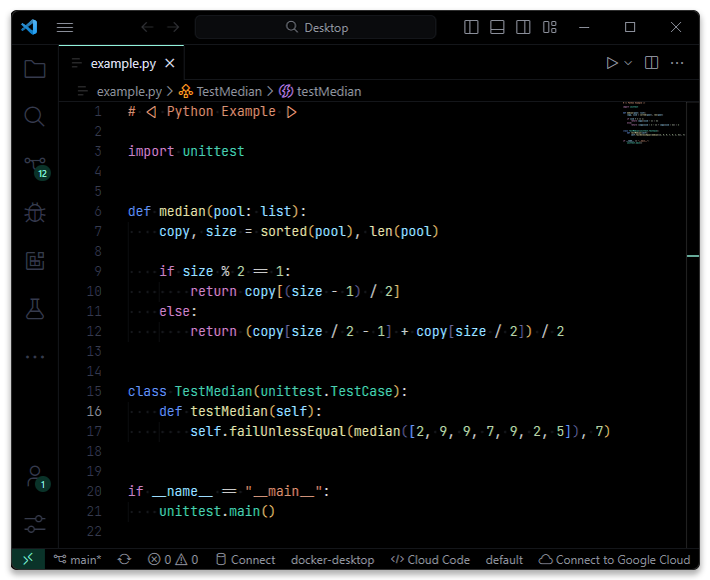 Desktop
example.py
example.py > TestMedian > testMedian
1 # ◁ Python Example ▷
2
3 import unittest
4
5
6 def median(pool: list):
7     copy, size = sorted(pool), len(pool)
8
9     if size % 2 == 1:
10         return copy[(size - 1) / 2]
11     else:
12         return (copy[size / 2 - 1] + copy[size / 2]) / 2
13
14
15 class TestMedian(unittest.TestCase):
16     def testMedian(self):
17         self.failUnlessEqual(median([2, 9, 9, 7, 9, 2, 5]), 7)
18
19
20 if __name__ == "__main__":
21     unittest.main()
22
12
1
main* 0 0 Connect docker-desktop Cloud Code default Connect to Google Cloud